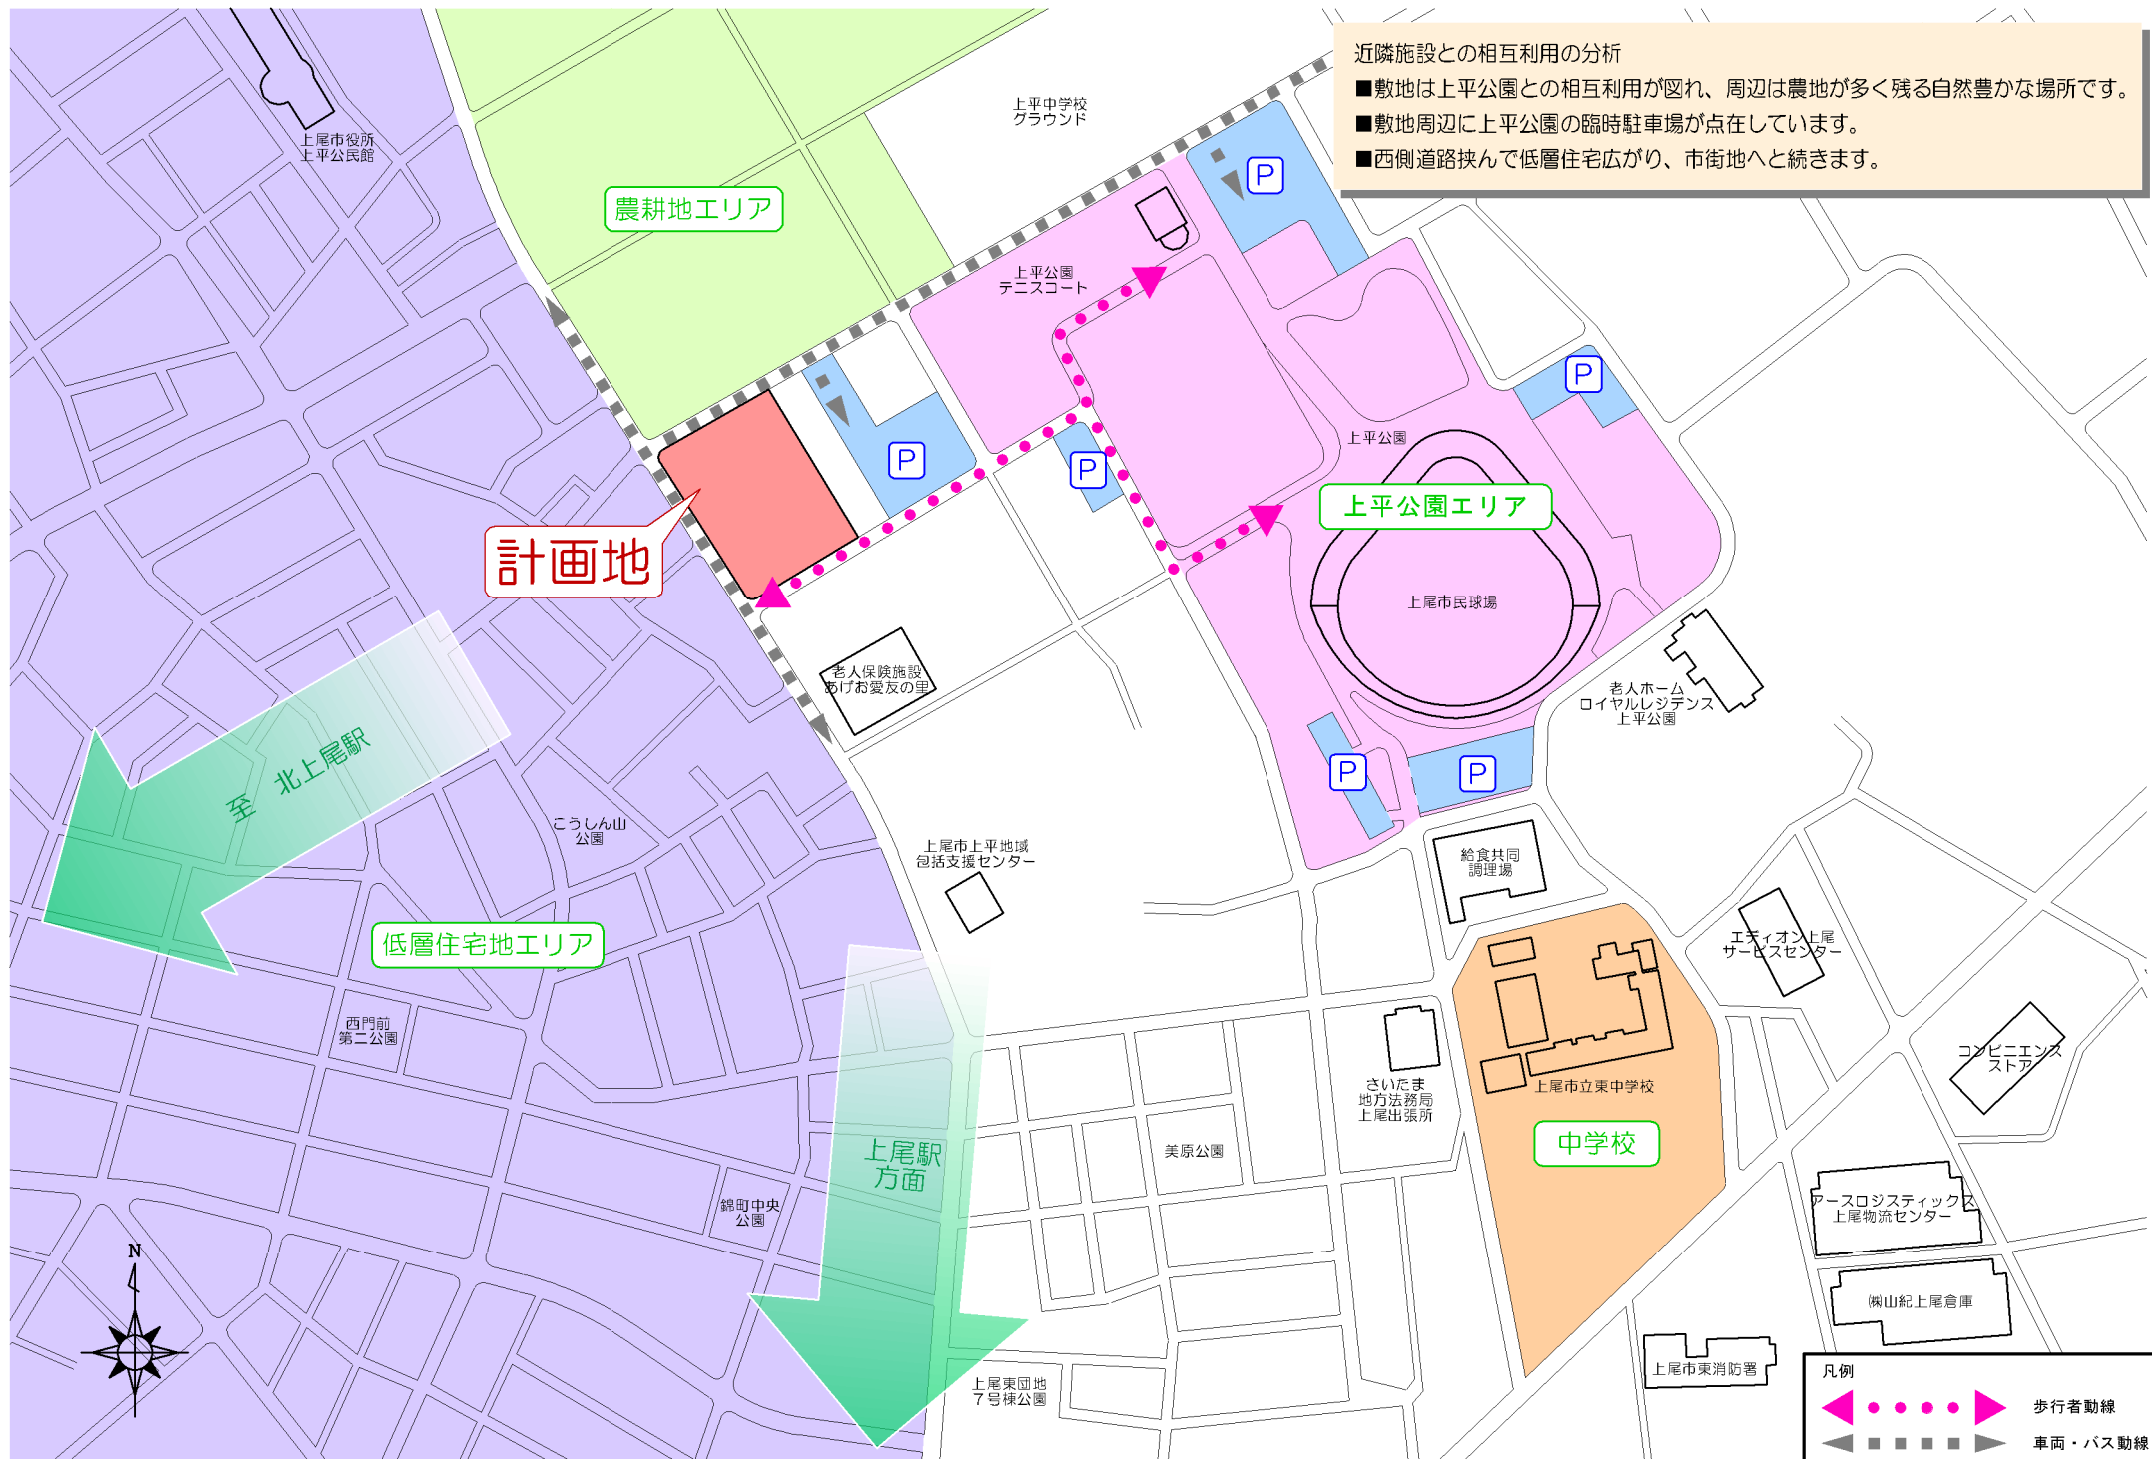 近隣施設との相互利用の分析
■敷地は上平公園との相互利用が図れ、周辺は農地が多く残る自然豊かな場所です。
■敷地周辺に上平公園の臨時駐車場が点在しています。
■西側道路挟んで低層住宅広がり、市街地へと続きます。
上平中学校
グラウンド
上尾市役所
上平公民館
P
農耕地エリア
上平公園
テニスコート
P
上平公園
P
P
上平公園エリア
計画地
上尾市民球場
老人保険施設
あげお愛友の里
老人ホーム
ロイヤルレジデンス
上平公園
至 北上尾駅
P
P
こうしん山
公園
上尾市上平地域
包括支援センター
給食共同
調理場
低層住宅地エリア
エディオン上尾
サービスセンター
西門前
第二公園
コンビニエンス
ストア
さいたま
地方法務局
上尾出張所
上尾市立東中学校
中学校
上尾駅
方面
美原公園
錦町中央
公園
アースロジスティックス
上尾物流センター
N
㈱山紀上尾倉庫
上尾市東消防署
上尾東団地
7号棟公園
凡例
歩行者動線
車両・バス動線